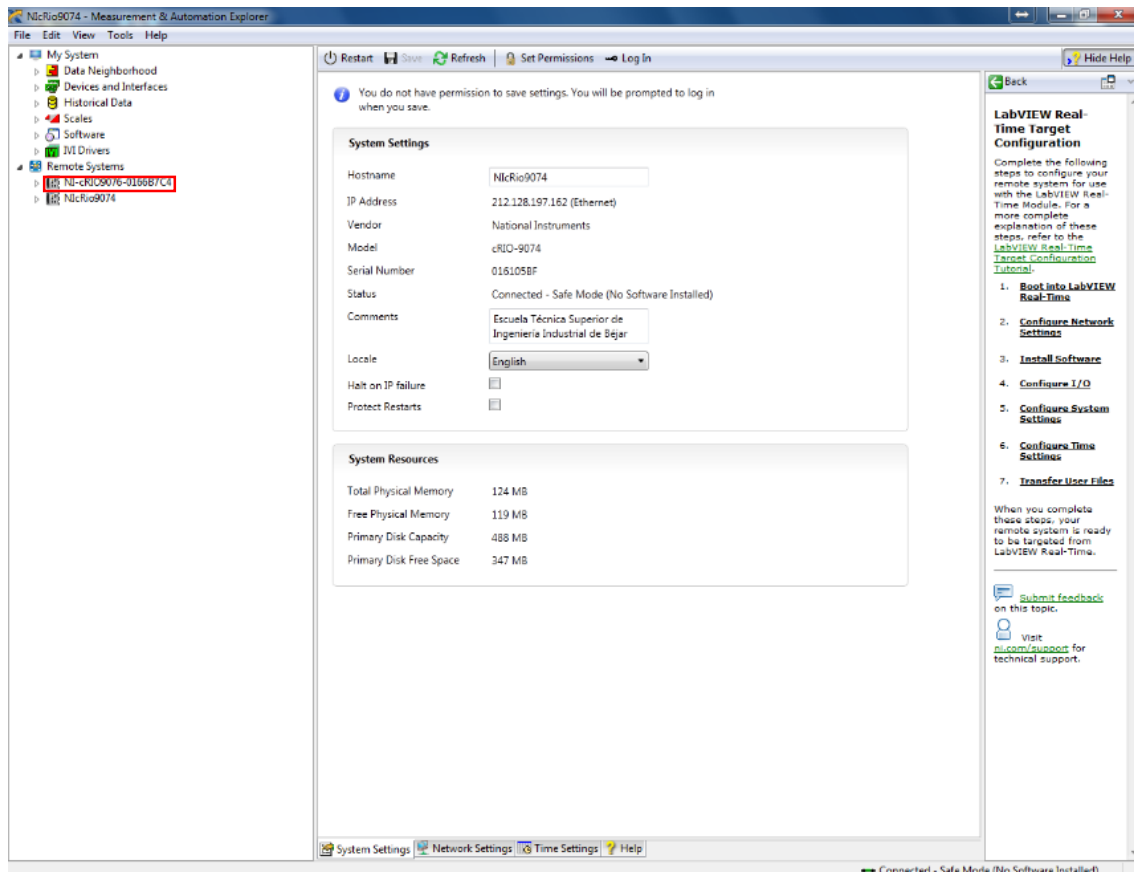 NIcRio9074 - Measurement & Automation Explorer
File Edit View Tools Help
My System
Data Neighborhood
Devices and Interfaces
Historical Data
Scales
Software
IVI Drivers
Remote Systems
NI-cRIO9076-0166B7C4
NIcRio9074
Restart Save Refresh Set Permissions Log In
Hide Help
You do not have permission to save settings. You will be prompted to log in
when you save.
System Settings
Hostname NIcRio9074
IP Address 212.128.197.162 (Ethernet)
Vendor National Instruments
Model cRIO-9074
Serial Number 016105BF
Status Connected - Safe Mode (No Software Installed)
Comments Escuela Técnica Superior de
Ingeniería Industrial de Béjar
Locale English
Halt on IP failure
Protect Restarts
System Resources
Total Physical Memory 124 MB
Free Physical Memory 119 MB
Primary Disk Capacity 488 MB
Primary Disk Free Space 347 MB
System Settings Network Settings Time Settings Help
Back
LabVIEW Real-
Time Target
Configuration
Complete the following
steps to configure your
remote system for use
with the LabVIEW Real-
Time Module. For a
more complete
explanation of these
steps, refer to the
LabVIEW Real-Time
Target Configuration
Tutorial.
1. Boot into LabVIEW
Real-Time
2. Configure Network
Settings
3. Install Software
4. Configure I/O
5. Configure System
Settings
6. Configure Time
Settings
7. Transfer User Files
When you complete
these steps, your
remote system is ready
to be targeted from
LabVIEW Real-Time.
Submit feedback
on this topic.
Visit
ni.com/support for
technical support.
Connected - Safe Mode (No Software Installed)